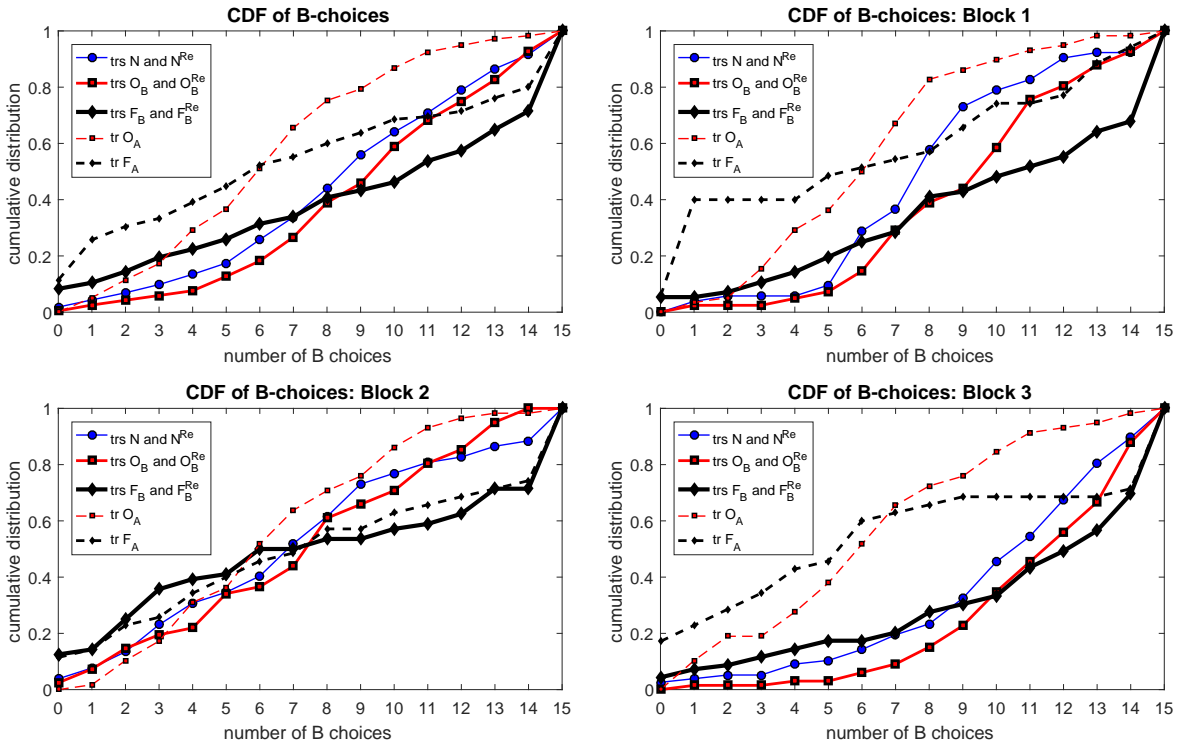 CDF of B-choices
1
0.8
0.6
0.4
0.2
0
cumulative distribution
trs N and N^Re
trs O_B and O_B^Re
trs F_B and F_B^Re
tr O_A
tr F_A
0 1 2 3 4 5 6 7 8 9 10 11 12 13 14 15
number of B choices
CDF of B-choices: Block 1
1
0.8
0.6
0.4
0.2
0
cumulative distribution
trs N and N^Re
trs O_B and O_B^Re
trs F_B and F_B^Re
tr O_A
tr F_A
0 1 2 3 4 5 6 7 8 9 10 11 12 13 14 15
number of B choices
CDF of B-choices: Block 2
1
0.8
0.6
0.4
0.2
0
cumulative distribution
trs N and N^Re
trs O_B and O_B^Re
trs F_B and F_B^Re
tr O_A
tr F_A
0 1 2 3 4 5 6 7 8 9 10 11 12 13 14 15
number of B choices
CDF of B-choices: Block 3
1
0.8
0.6
0.4
0.2
0
cumulative distribution
trs N and N^Re
trs O_B and O_B^Re
trs F_B and F_B^Re
tr O_A
tr F_A
0 1 2 3 4 5 6 7 8 9 10 11 12 13 14 15
number of B choices